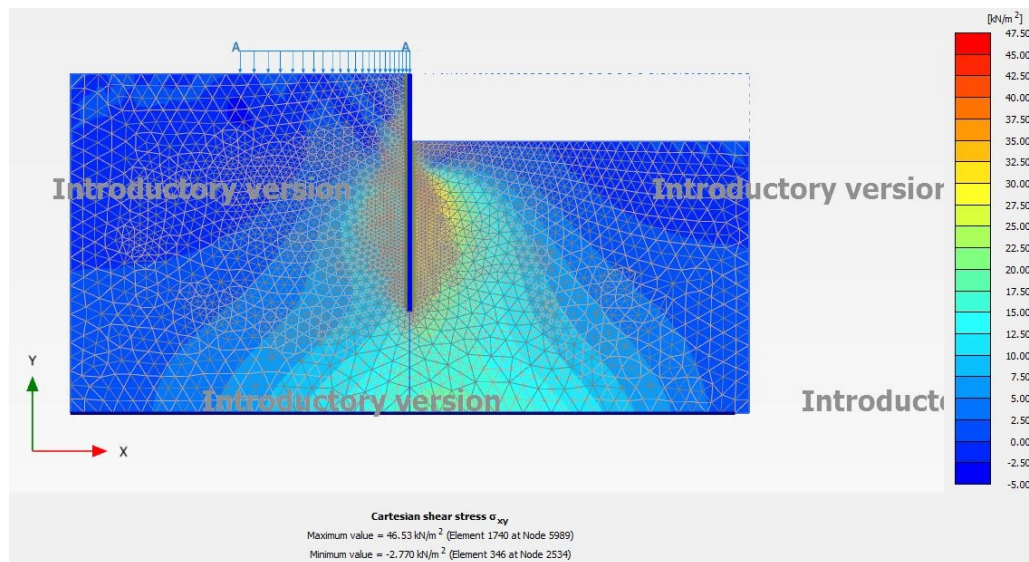 [kN/m²]
A A
47.50
45.00
42.50
40.00
37.50
35.00
32.50
30.00
27.50
25.00
22.50
20.00
17.50
15.00
12.50
10.00
7.50
5.00
2.50
0.00
-2.50
-5.00
Introductory version Introductory version
Introductory version Introducto
Y
X
Cartesian shear stress σxy
Maximum value = 46.53 kN/m² (Element 1740 at Node 5989)
Minimum value = -2.770 kN/m² (Element 346 at Node 2534)